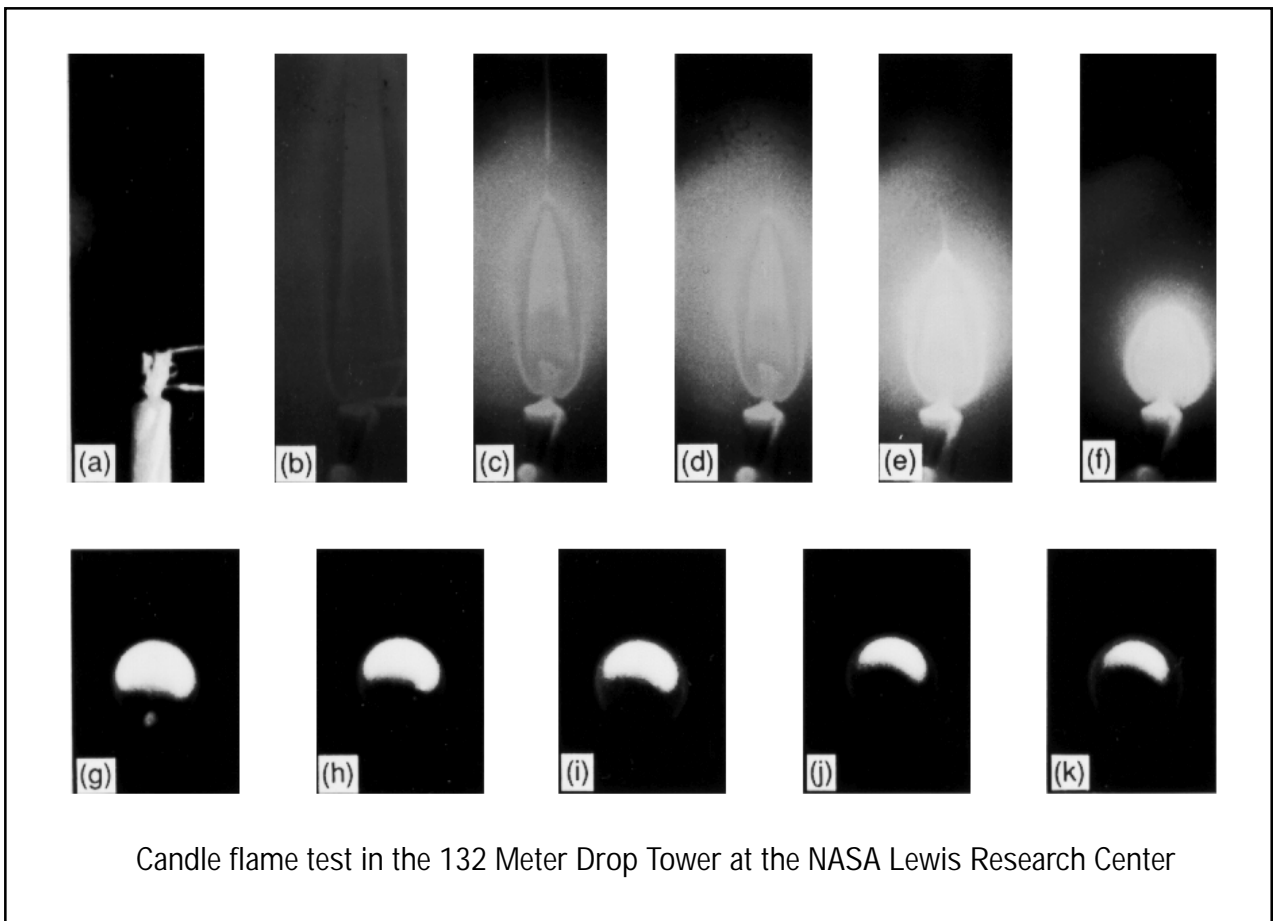 (a)
(b)
(c)
(d)
(e)
(f)
(g)
(h)
(i)
(j)
(k)
Candle flame test in the 132 Meter Drop Tower at the NASA Lewis Research Center